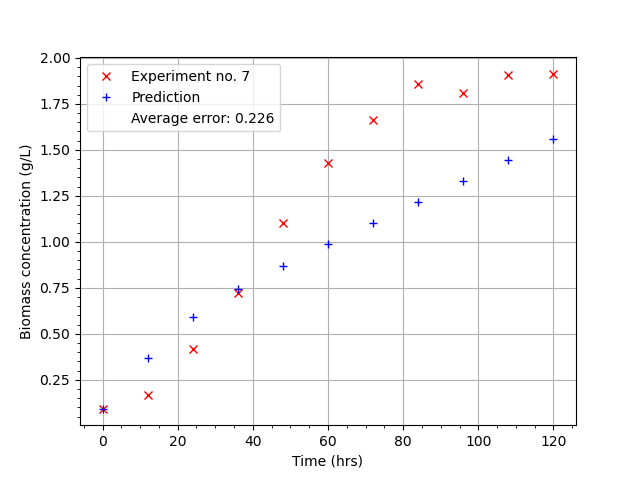 2.00
1.75
1.50
1.25
1.00
0.75
0.50
0.25
Biomass concentration (g/L)
Experiment no. 7
Prediction
Average error: 0.226
0 20 40 60 80 100 120
Time (hrs)